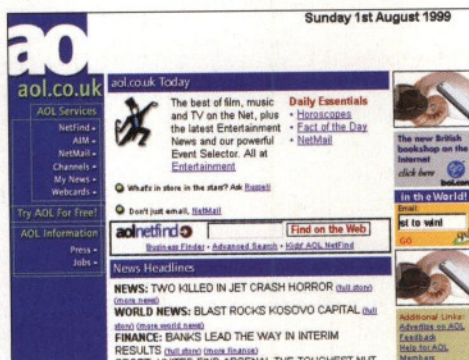 Sunday 1st August 1999
aol
aol.co.uk
AOL Services
NetFind
AIM
NetMail
Channels
My News
Webcards
Try AOL For Free!
AOL Information
Press
Jobs
aol.co.uk Today
The best of film, music
and TV on the Net, plus
the latest Entertainment
News and our powerful
Event Selector. All at
Entertainment
Daily Essentials
• Horoscopes
• Fact of the Day
• NetMail
What's in store in the stars? Ask Russell
Don't just email, NetMail
aolnetfind
Find on the Web
Business Finder • Advanced Search • Kids' AOL NetFind
News Headlines
NEWS: TWO KILLED IN JET CRASH HORROR (full story)
(more news)
WORLD NEWS: BLAST ROCKS KOSOVO CAPITAL (full
story) (more world news)
FINANCE: BANKS LEAD THE WAY IN INTERIM
RESULTS (full story) (more finance)
The new British
bookshop on the
Internet
click here
bol.com
in the World!
Email:
st to win!
GO
Additional Links:
Advertise on AOL
Feedback
Help for AOL
Members